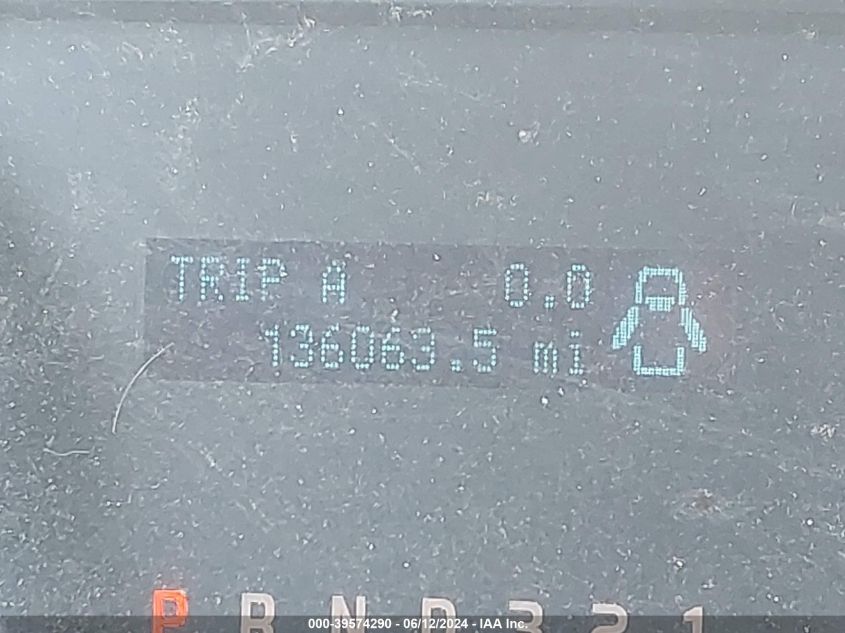 TRIP A 0.0
136063.5 mi
P R N D 3 2 1
000-39574290 - 06/12/2024 - IAA Inc.